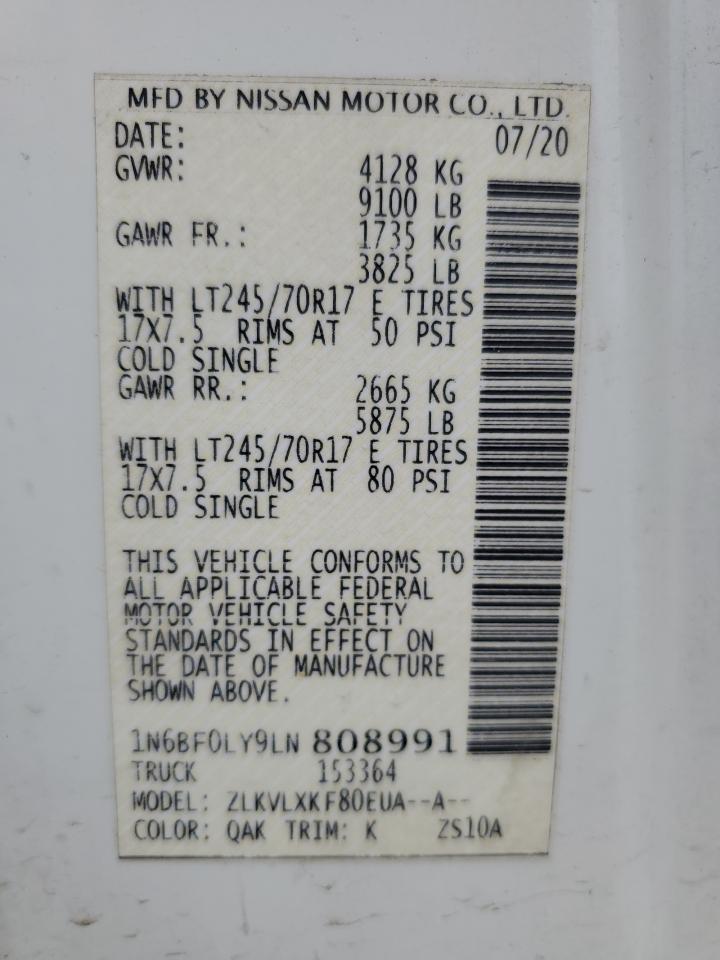 MFD BY NISSAN MOTOR CO., LTD.
DATE: 07/20
GVWR: 4128 KG
9100 LB
GAWR FR.: 1735 KG
3825 LB
WITH LT245/70R17 E TIRES
17X7.5 RIMS AT 50 PSI
COLD SINGLE
GAWR RR.: 2665 KG
5875 LB
WITH LT245/70R17 E TIRES
17X7.5 RIMS AT 80 PSI
COLD SINGLE
THIS VEHICLE CONFORMS TO
ALL APPLICABLE FEDERAL
MOTOR VEHICLE SAFETY
STANDARDS IN EFFECT ON
THE DATE OF MANUFACTURE
SHOWN ABOVE.
1N6BF0LY9LN 808991
TRUCK 153364
MODEL: ZLKVLXKF80EUA--A--
COLOR: QAK TRIM: K ZS10A